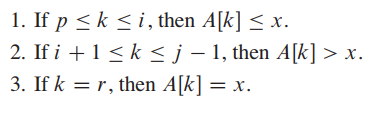 1. If p ≤ k ≤ i, then A[k] ≤ x.
2. If i + 1 ≤ k ≤ j − 1, then A[k] > x.
3. If k = r, then A[k] = x.